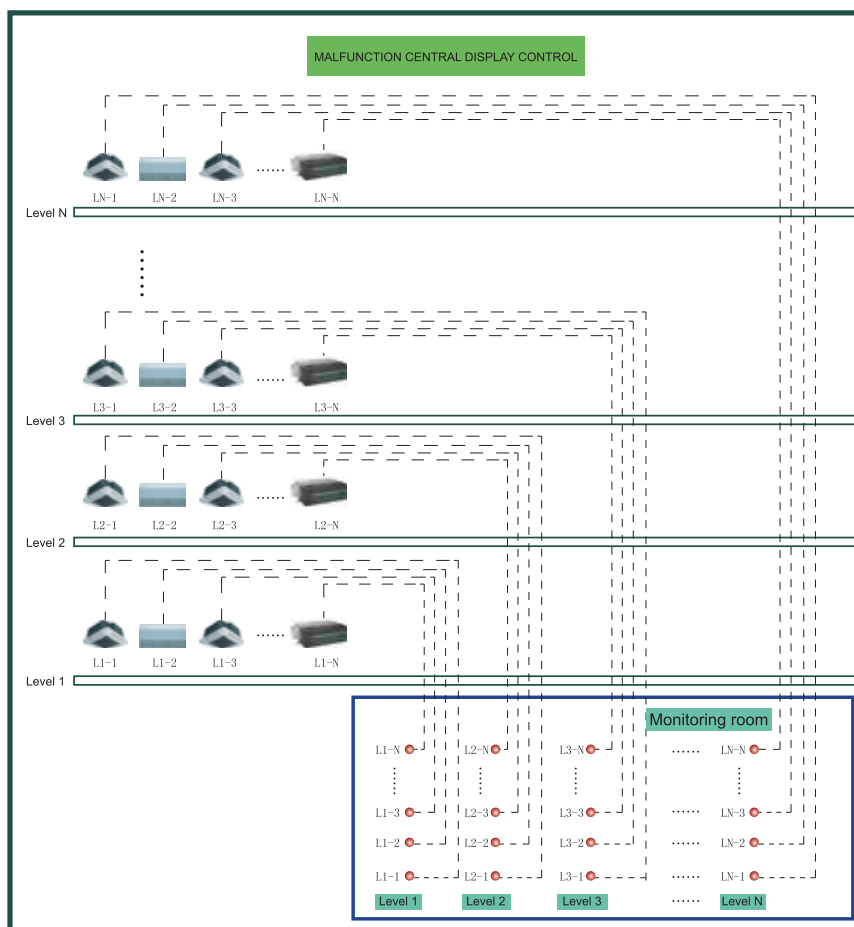 MALFUNCTION CENTRAL DISPLAY CONTROL
LN-1 LN-2 LN-3 ...... LN-N
Level N
......
L3-1 L3-2 L3-3 ...... L3-N
Level 3
L2-1 L2-2 L2-3 ...... L2-N
Level 2
L1-1 L1-2 L1-3 ...... L1-N
Level 1
Monitoring room
L1-N L2-N L3-N ...... LN-N
...... ...... ...... ......
L1-3 L2-3 L3-3 ...... LN-3
L1-2 L2-2 L3-2 ...... LN-2
L1-1 L2-1 L3-1 ...... LN-1
Level 1 Level 2 Level 3 ...... Level N